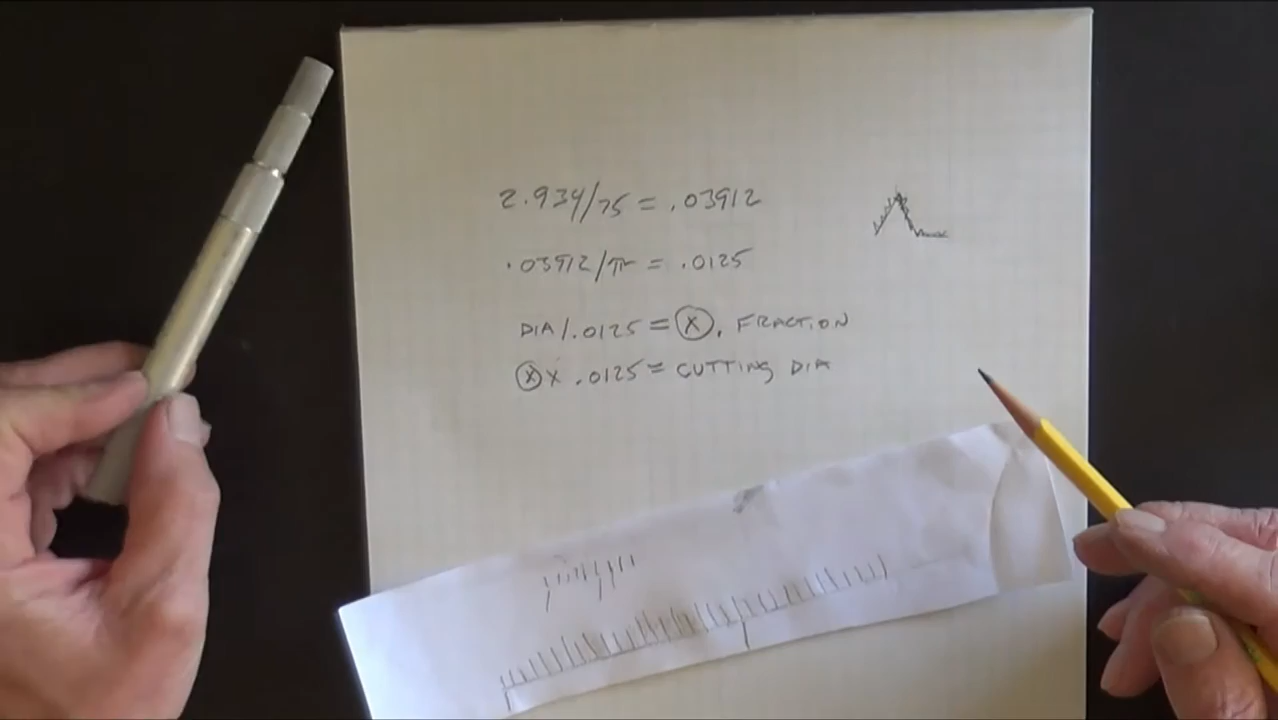 2.934/75 = .03912
.03912/π = .0125
DIA/.0125 = X. FRACTION
X x .0125 = CUTTING DIA